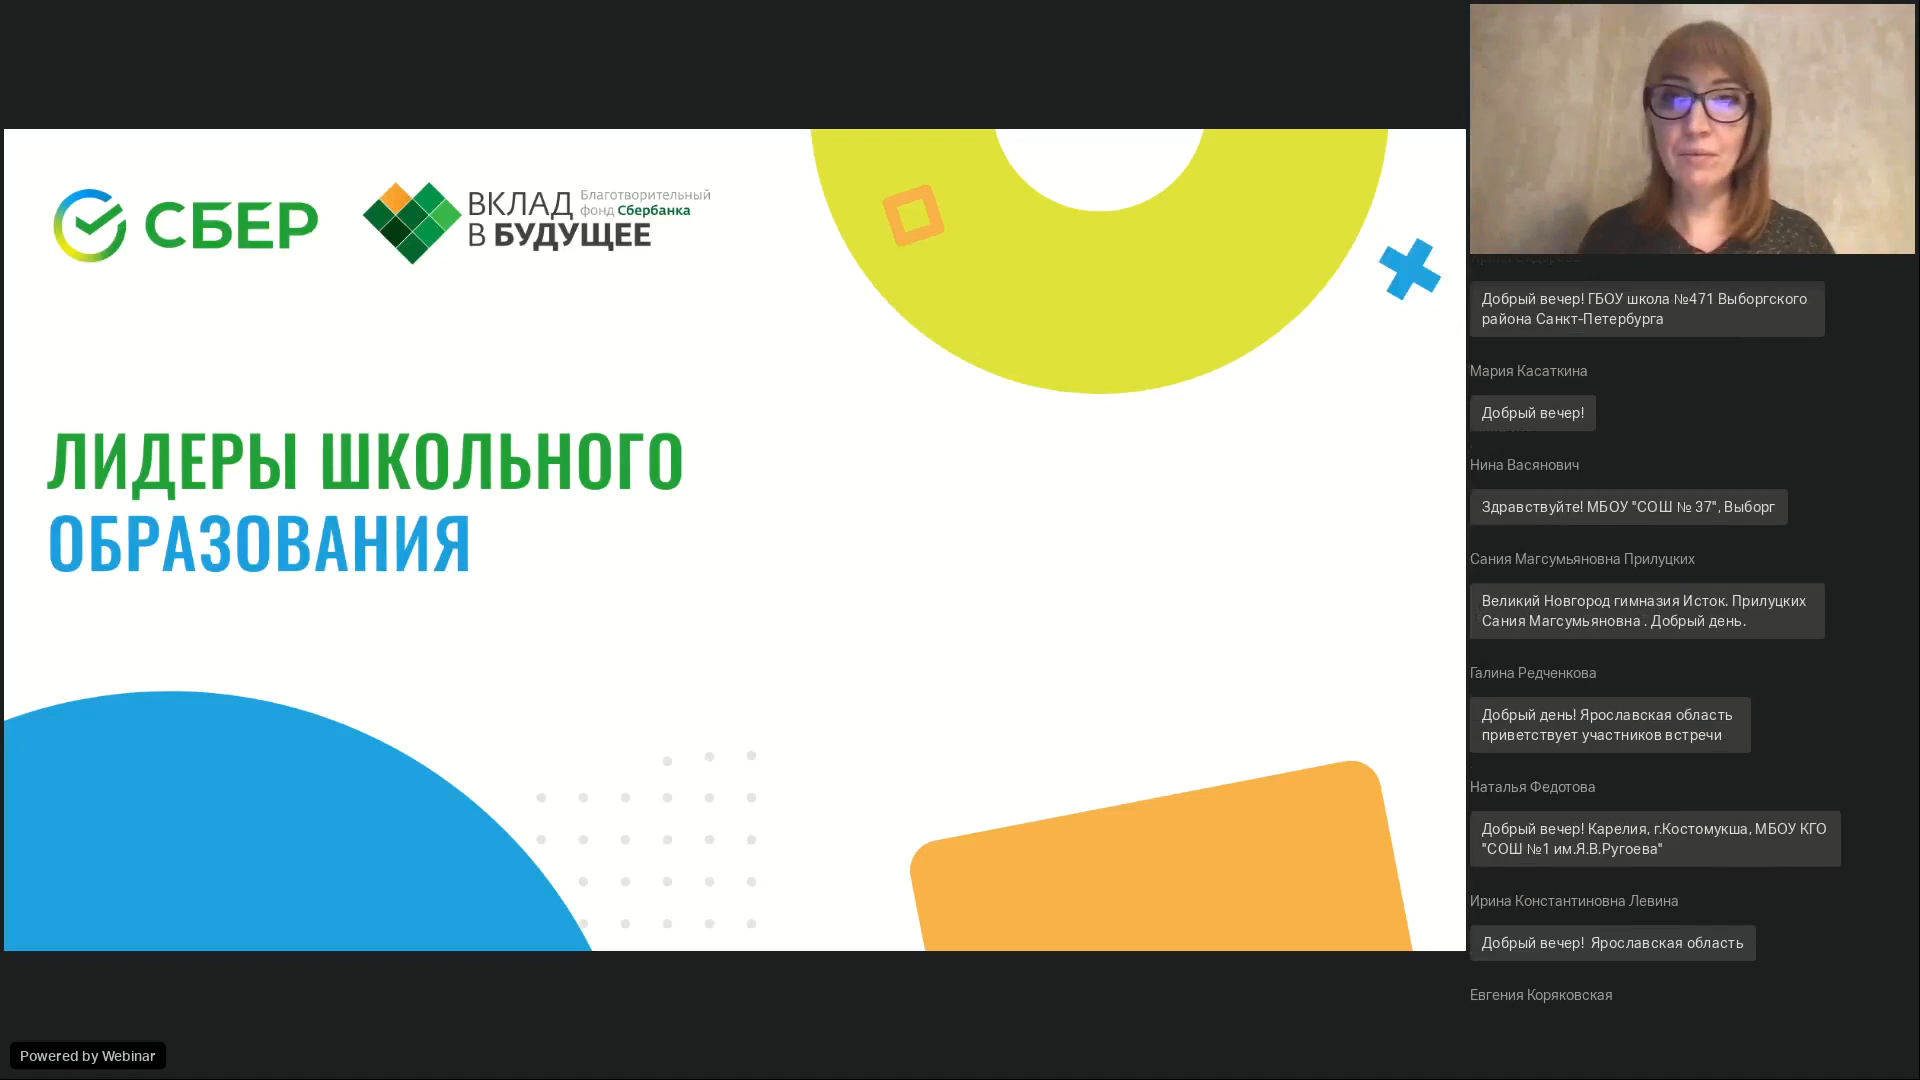 СБЕР
ВКЛАД
В БУДУЩЕЕ
Благотворительный
фонд Сбербанка
ЛИДЕРЫ ШКОЛЬНОГО
ОБРАЗОВАНИЯ
Добрый вечер! ГБОУ школа №471 Выборгского
района Санкт-Петербурга
Мария Касаткина
Добрый вечер!
Нина Васянович
Здравствуйте! МБОУ "СОШ № 37", Выборг
Сания Магсумьяновна Прилуцких
Великий Новгород гимназия Исток. Прилуцких
Сания Магсумьяновна . Добрый день.
Галина Редченкова
Добрый день! Ярославская область
приветствует участников встречи
Наталья Федотова
Добрый вечер! Карелия, г.Костомукша, МБОУ КГО
"СОШ №1 им.Я.В.Ругоева"
Ирина Константиновна Левина
Добрый вечер!  Ярославская область
Евгения Коряковская
Powered by Webinar